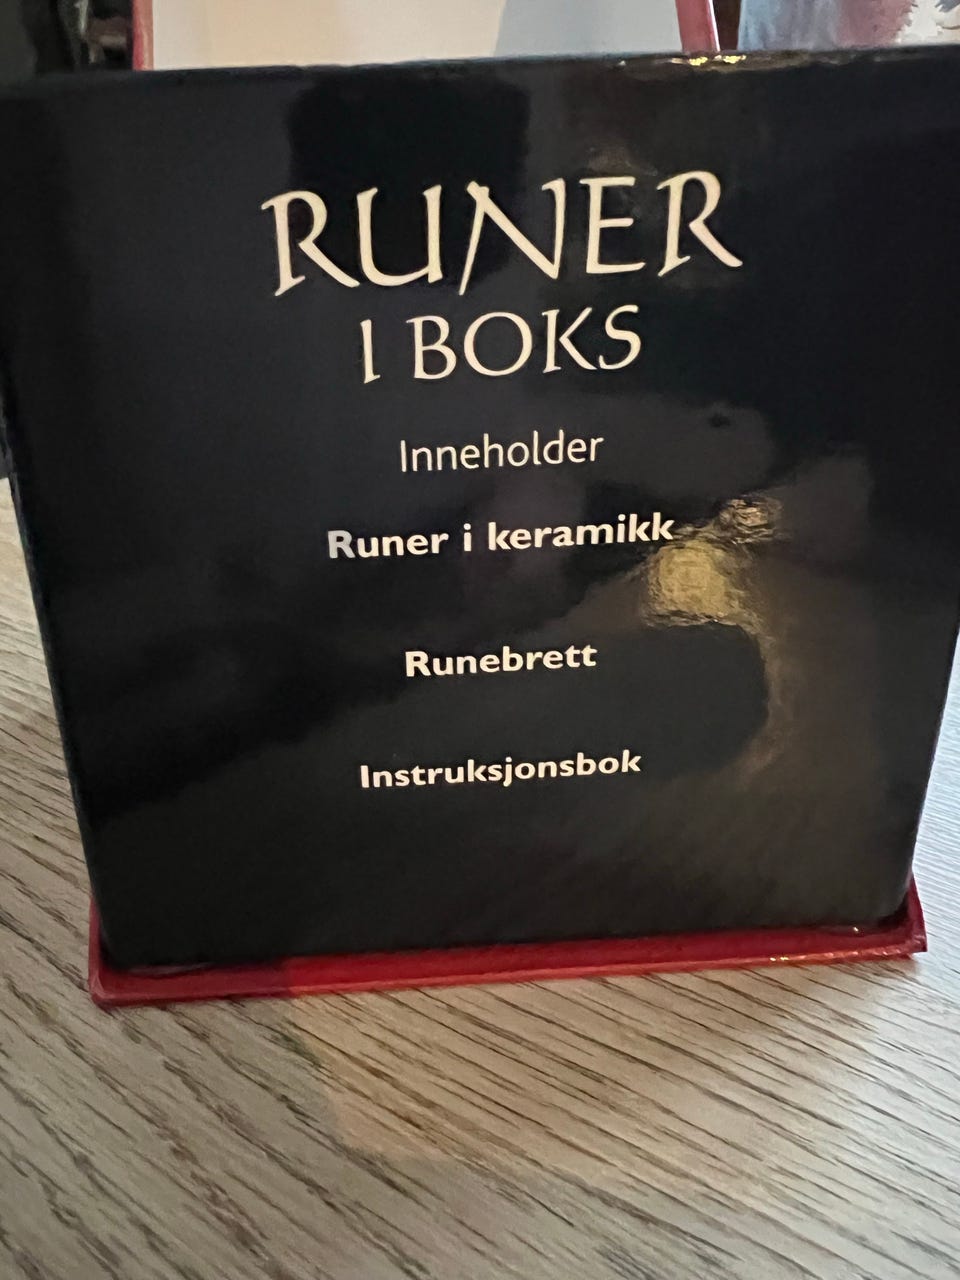 RUNER
I BOKS
Inneholder
Runer i keramikk
Runebrett
Instruksjonsbok